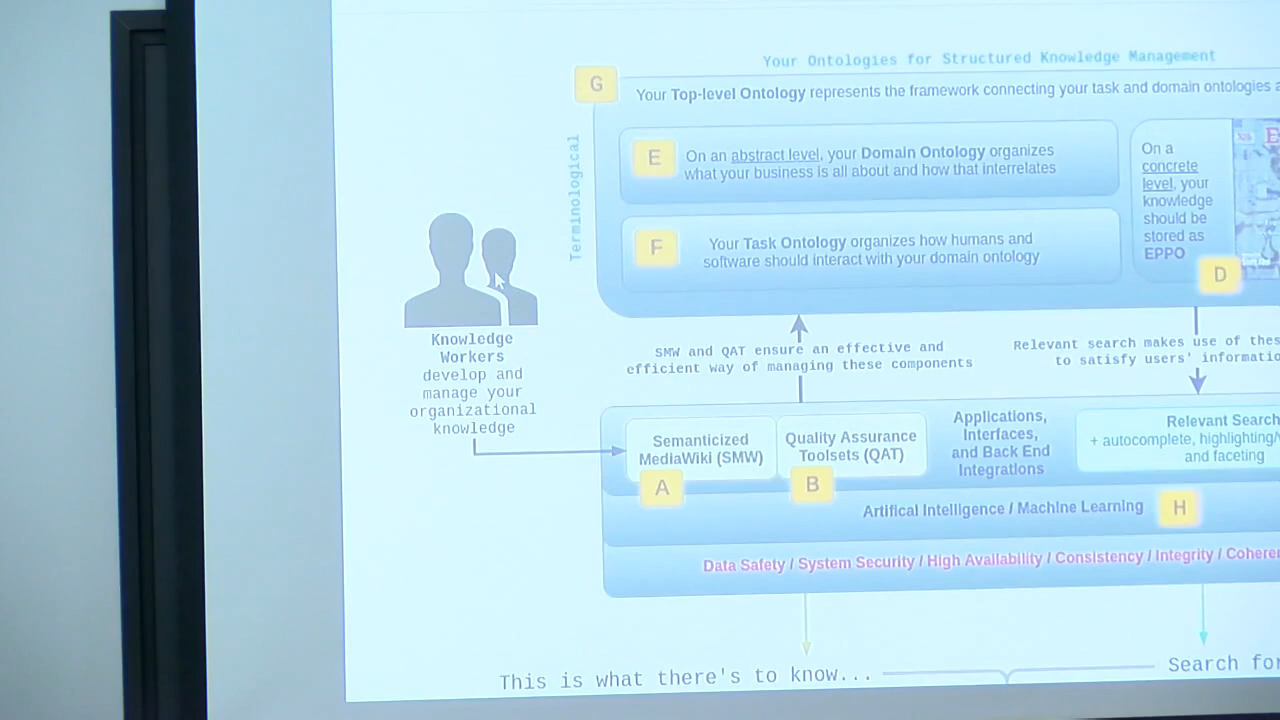 Your Ontologies for Structured Knowledge Management
G
Your Top-level Ontology represents the framework connecting your task and domain ontologies
Terminological
E
On an abstract level, your Domain Ontology organizes
what your business is all about and how that interrelates
F
Your Task Ontology organizes how humans and
software should interact with your domain ontology
On a
concrete
level, your
knowledge
should be
stored as
EPPO
D
Knowledge
Workers
develop and
manage your
organizational
knowledge
SMW and QAT ensure an effective and
efficient way of managing these components
Relevant search makes use of
to satisfy users'
Semanticized
MediaWiki (SMW)
A
Quality Assurance
Toolsets (QAT)
B
Applications,
Interfaces,
and Back End
Integrations
Relevant Search
+ autocomplete, highlighting/
and faceting
Artifical Intelligence / Machine Learning
H
Data Safety / System Security / High Availability / Consistency / Integrity /
This is what there's to know...
Search for